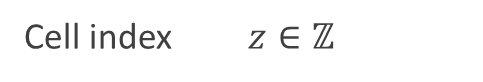 Cell index 𝑧 ∈ ℤ